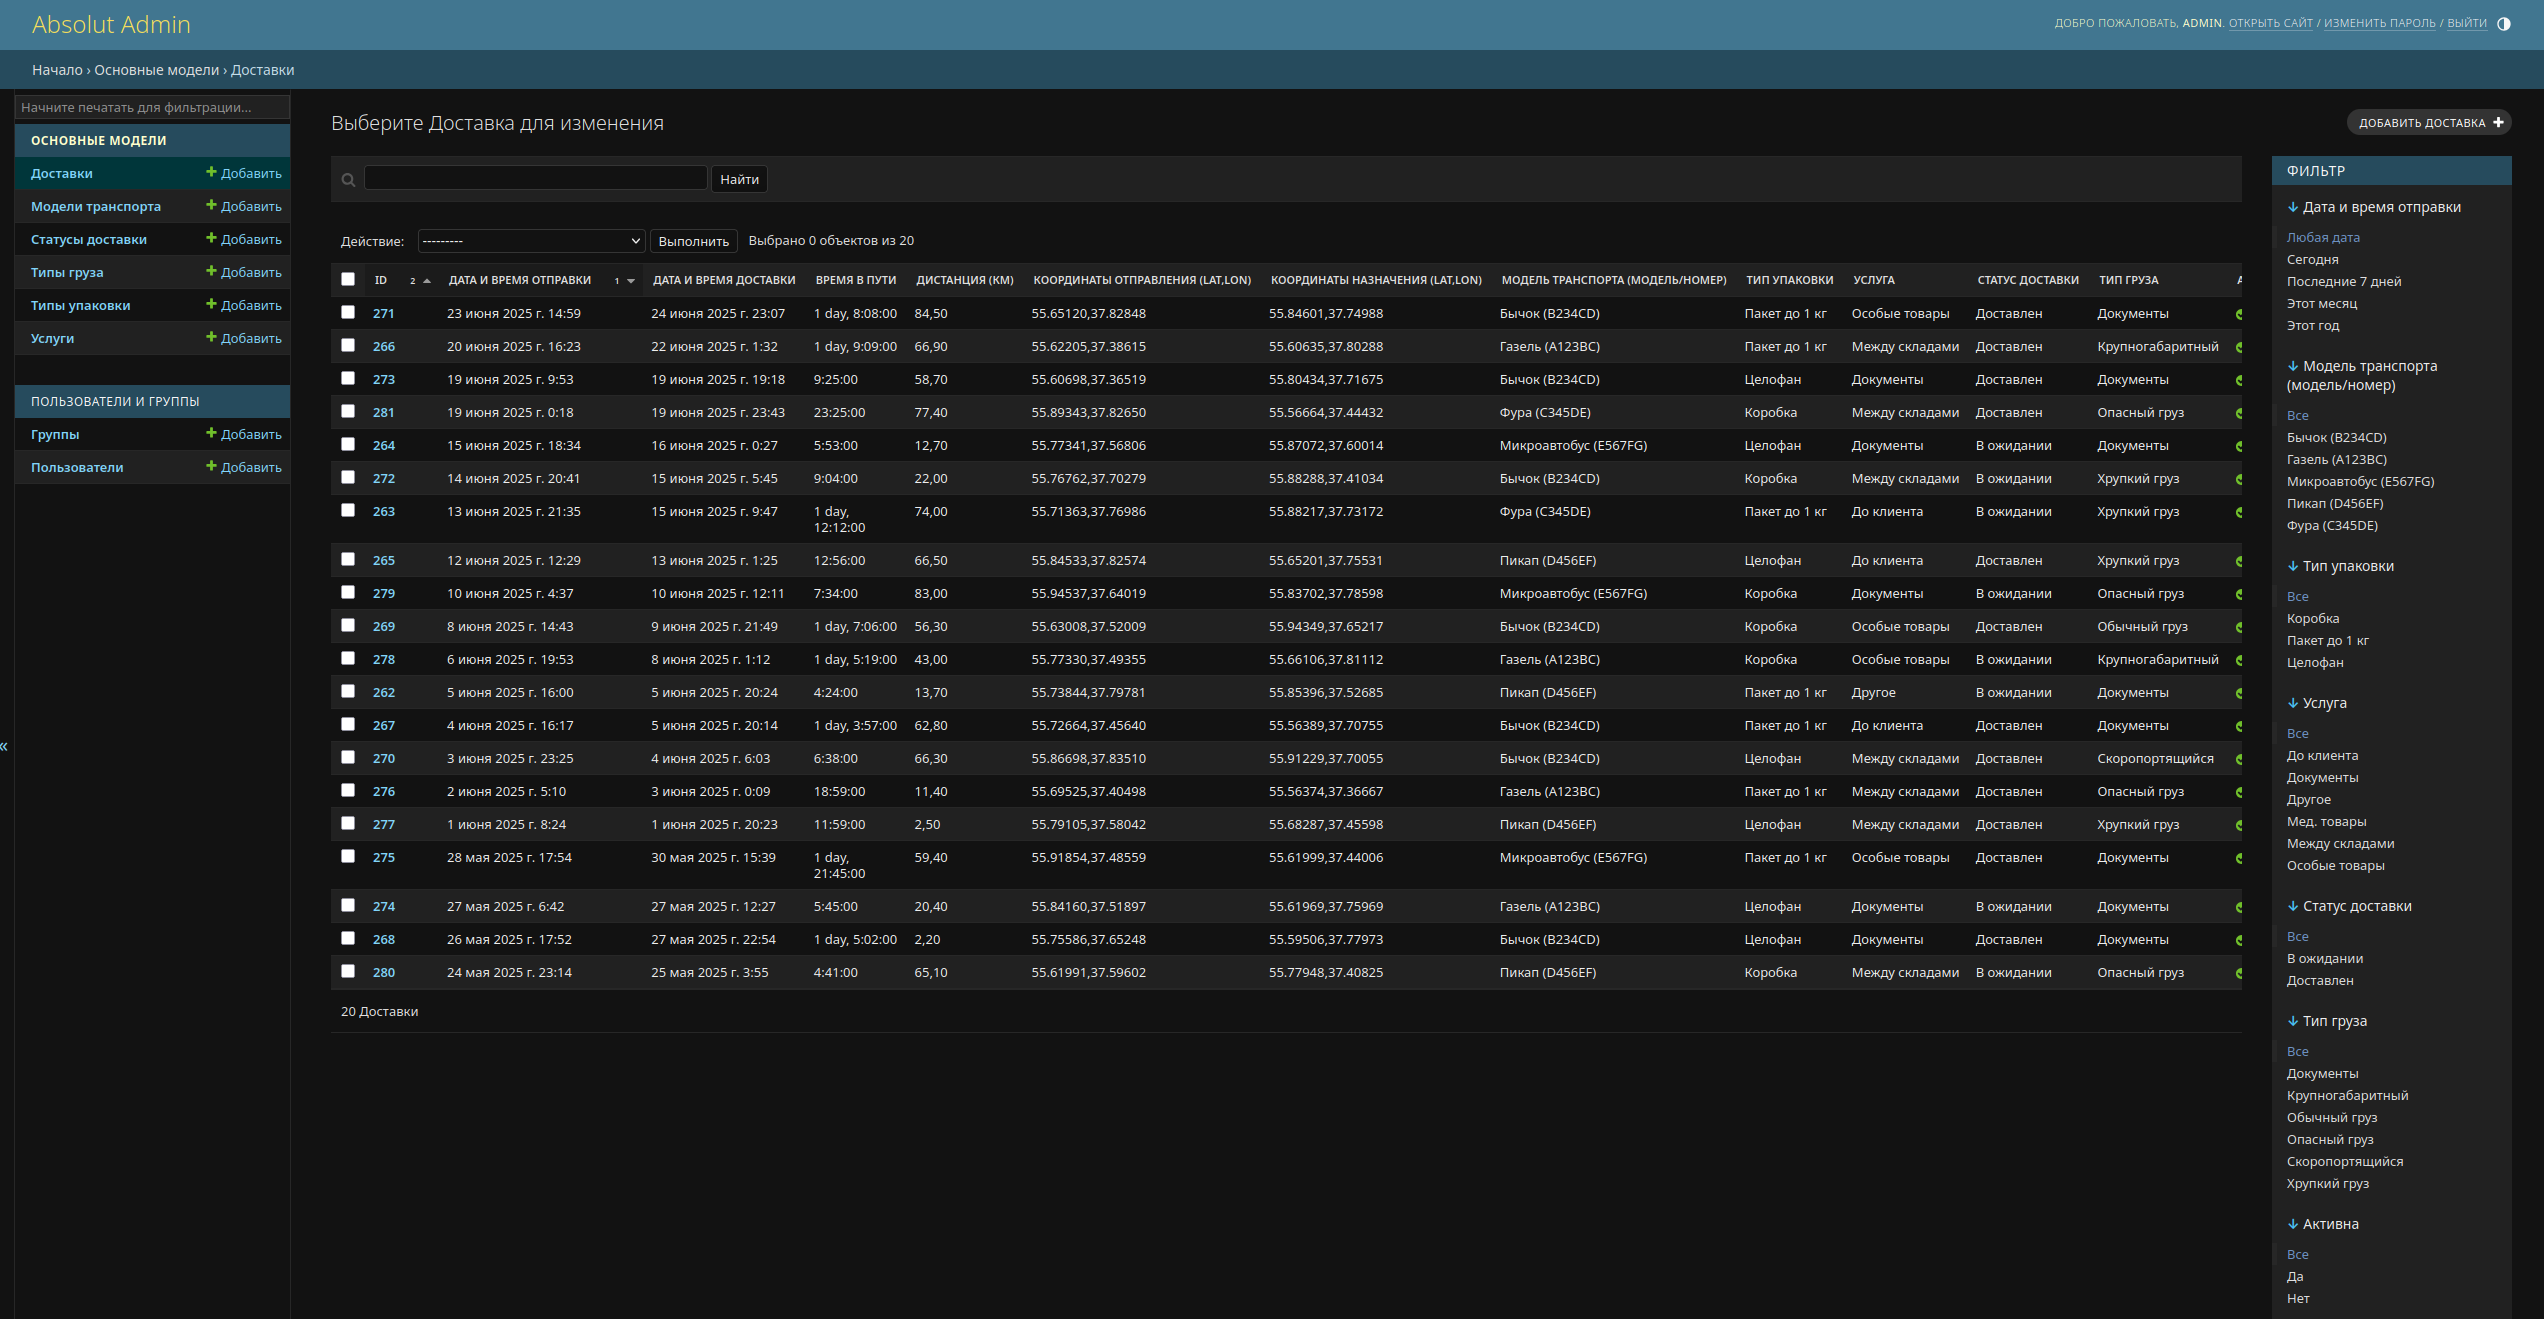 Absolut Admin
ДОБРО ПОЖАЛОВАТЬ, ADMIN. ОТКРЫТЬ САЙТ / ИЗМЕНИТЬ ПАРОЛЬ / ВЫЙТИ
Начало › Основные модели › Доставки
Начните печатать для фильтрации...
ОСНОВНЫЕ МОДЕЛИ
Доставки Добавить
Модели транспорта Добавить
Статусы доставки Добавить
Типы груза Добавить
Типы упаковки Добавить
Услуги Добавить
ПОЛЬЗОВАТЕЛИ И ГРУППЫ
Группы Добавить
Пользователи Добавить
«
Выберите Доставка для изменения
ДОБАВИТЬ ДОСТАВКА
Найти
Действие: --------- Выполнить Выбрано 0 объектов из 20
ID 2 ДАТА И ВРЕМЯ ОТПРАВКИ 1 ДАТА И ВРЕМЯ ДОСТАВКИ ВРЕМЯ В ПУТИ ДИСТАНЦИЯ (КМ) КООРДИНАТЫ ОТПРАВЛЕНИЯ (LAT,LON) КООРДИНАТЫ НАЗНАЧЕНИЯ (LAT,LON) МОДЕЛЬ ТРАНСПОРТА (МОДЕЛЬ/НОМЕР) ТИП УПАКОВКИ УСЛУГА СТАТУС ДОСТАВКИ ТИП ГРУЗА
271 23 июня 2025 г. 14:59 24 июня 2025 г. 23:07 1 day, 8:08:00 84,50 55.65120,37.82848 55.84601,37.74988 Бычок (B234CD) Пакет до 1 кг Особые товары Доставлен Документы
266 20 июня 2025 г. 16:23 22 июня 2025 г. 1:32 1 day, 9:09:00 66,90 55.62205,37.38615 55.60635,37.80288 Газель (A123BC) Пакет до 1 кг Между складами Доставлен Крупногабаритный
273 19 июня 2025 г. 9:53 19 июня 2025 г. 19:18 9:25:00 58,70 55.60698,37.36519 55.80434,37.71675 Бычок (B234CD) Целофан Документы Доставлен Документы
281 19 июня 2025 г. 0:18 19 июня 2025 г. 23:43 23:25:00 77,40 55.89343,37.82650 55.56664,37.44432 Фура (C345DE) Коробка Между складами Доставлен Опасный груз
264 15 июня 2025 г. 18:34 16 июня 2025 г. 0:27 5:53:00 12,70 55.77341,37.56806 55.87072,37.60014 Микроавтобус (E567FG) Целофан Документы В ожидании Документы
272 14 июня 2025 г. 20:41 15 июня 2025 г. 5:45 9:04:00 22,00 55.76762,37.70279 55.88288,37.41034 Бычок (B234CD) Коробка Между складами В ожидании Хрупкий груз
263 13 июня 2025 г. 21:35 15 июня 2025 г. 9:47 1 day, 12:12:00 74,00 55.71363,37.76986 55.88217,37.73172 Фура (C345DE) Пакет до 1 кг До клиента В ожидании Хрупкий груз
265 12 июня 2025 г. 12:29 13 июня 2025 г. 1:25 12:56:00 66,50 55.84533,37.82574 55.65201,37.75531 Пикап (D456EF) Целофан До клиента Доставлен Хрупкий груз
279 10 июня 2025 г. 4:37 10 июня 2025 г. 12:11 7:34:00 83,00 55.94537,37.64019 55.83702,37.78598 Микроавтобус (E567FG) Коробка Документы В ожидании Опасный груз
269 8 июня 2025 г. 14:43 9 июня 2025 г. 21:49 1 day, 7:06:00 56,30 55.63008,37.52009 55.94349,37.65217 Бычок (B234CD) Коробка Особые товары Доставлен Обычный груз
278 6 июня 2025 г. 19:53 8 июня 2025 г. 1:12 1 day, 5:19:00 43,00 55.77330,37.49355 55.66106,37.81112 Газель (A123BC) Коробка Особые товары В ожидании Крупногабаритный
262 5 июня 2025 г. 16:00 5 июня 2025 г. 20:24 4:24:00 13,70 55.73844,37.79781 55.85396,37.52685 Пикап (D456EF) Пакет до 1 кг Другое В ожидании Документы
267 4 июня 2025 г. 16:17 5 июня 2025 г. 20:14 1 day, 3:57:00 62,80 55.72664,37.45640 55.56389,37.70755 Бычок (B234CD) Пакет до 1 кг До клиента Доставлен Документы
270 3 июня 2025 г. 23:25 4 июня 2025 г. 6:03 6:38:00 66,30 55.86698,37.83510 55.91229,37.70055 Бычок (B234CD) Целофан Между складами Доставлен Скоропортящийся
276 2 июня 2025 г. 5:10 3 июня 2025 г. 0:09 18:59:00 11,40 55.69525,37.40498 55.56374,37.36667 Газель (A123BC) Пакет до 1 кг Между складами Доставлен Опасный груз
277 1 июня 2025 г. 8:24 1 июня 2025 г. 20:23 11:59:00 2,50 55.79105,37.58042 55.68287,37.45598 Пикап (D456EF) Целофан Между складами Доставлен Хрупкий груз
275 28 мая 2025 г. 17:54 30 мая 2025 г. 15:39 1 day, 21:45:00 59,40 55.91854,37.48559 55.61999,37.44006 Микроавтобус (E567FG) Пакет до 1 кг Особые товары Доставлен Документы
274 27 мая 2025 г. 6:42 27 мая 2025 г. 12:27 5:45:00 20,40 55.84160,37.51897 55.61969,37.75969 Газель (A123BC) Целофан Документы В ожидании Документы
268 26 мая 2025 г. 17:52 27 мая 2025 г. 22:54 1 day, 5:02:00 2,20 55.75586,37.65248 55.59506,37.77973 Бычок (B234CD) Целофан Документы Доставлен Документы
280 24 мая 2025 г. 23:14 25 мая 2025 г. 3:55 4:41:00 65,10 55.61991,37.59602 55.77948,37.40825 Пикап (D456EF) Коробка Между складами В ожидании Опасный груз
20 Доставки
ФИЛЬТР
Дата и время отправки
Любая дата
Сегодня
Последние 7 дней
Этот месяц
Этот год
Модель транспорта
(модель/номер)
Все
Бычок (B234CD)
Газель (A123BC)
Микроавтобус (E567FG)
Пикап (D456EF)
Фура (C345DE)
Тип упаковки
Все
Коробка
Пакет до 1 кг
Целофан
Услуга
Все
До клиента
Документы
Другое
Мед. товары
Между складами
Особые товары
Статус доставки
Все
В ожидании
Доставлен
Тип груза
Все
Документы
Крупногабаритный
Обычный груз
Опасный груз
Скоропортящийся
Хрупкий груз
Активна
Все
Да
Нет